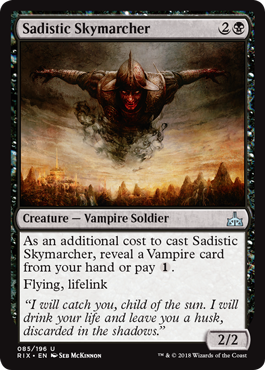 Sadistic Skymarcher 2
Creature — Vampire Soldier
As an additional cost to cast Sadistic
Skymarcher, reveal a Vampire card
from your hand or pay 1.
Flying, lifelink
“I will catch you, child of the sun. I will
drink your life and leave you a husk,
discarded in the shadows.”
2/2
085/196 U
RIX • EN Seb McKinnon
™ & © 2018 Wizards of the Coast